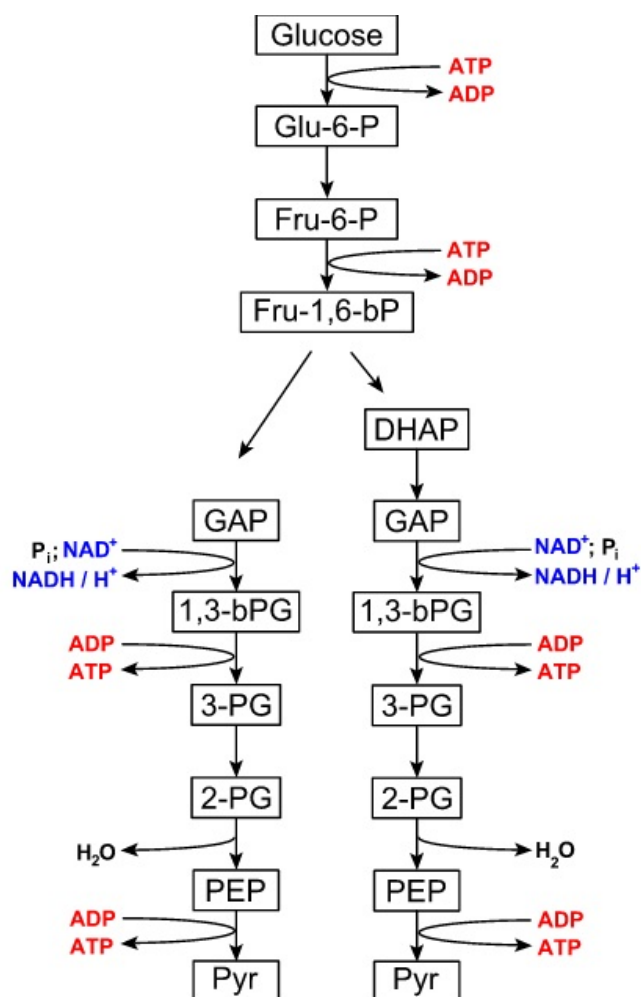 Glucose
ATP
ADP
Glu-6-P
Fru-6-P
ATP
ADP
Fru-1,6-bP
DHAP
GAP
GAP
Pᵢ; NAD⁺
NADH / H⁺
NAD⁺; Pᵢ
NADH / H⁺
1,3-bPG
1,3-bPG
ADP
ATP
ADP
ATP
3-PG
3-PG
2-PG
2-PG
H₂O
H₂O
PEP
PEP
ADP
ATP
ADP
ATP
Pyr
Pyr